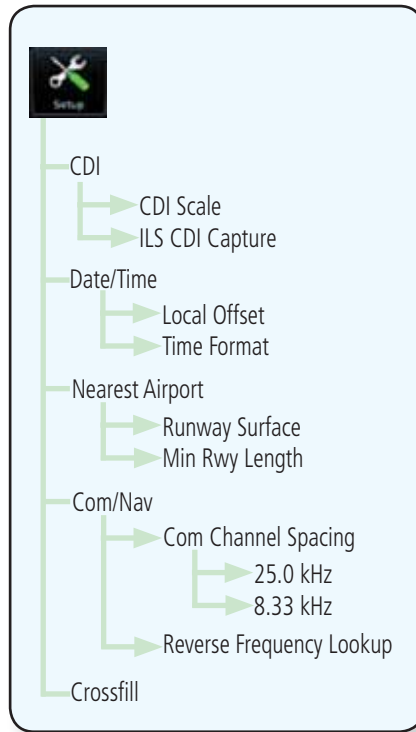 Setup
CDI
CDI Scale
ILS CDI Capture
Date/Time
Local Offset
Time Format
Nearest Airport
Runway Surface
Min Rwy Length
Com/Nav
Com Channel Spacing
25.0 kHz
8.33 kHz
Reverse Frequency Lookup
Crossfill